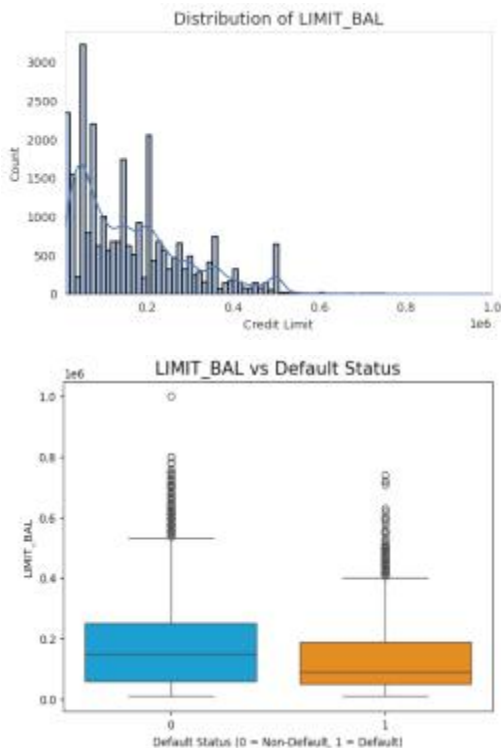 Distribution of LIMIT_BAL
3000
2500
2000
1500
1000
500
0
Count
0.2
0.4
0.6
0.8
1.0
1e6
Credit Limit
LIMIT_BAL vs Default Status
1e6
1.0
0.8
0.6
0.4
0.2
0.0
LIMIT_BAL
0
1
Default Status (0 = Non-Default, 1 = Default)